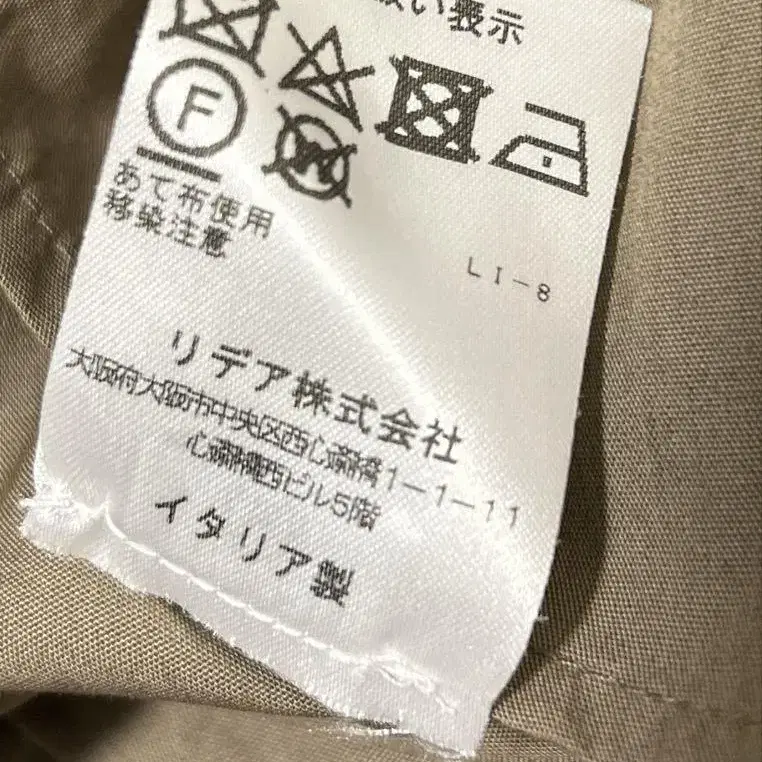 扱い表示
F
あて布使用
移染注意
LI-8
リデア株式会社
大阪府大阪市中央区西心斎橋1-1-11
心斎橋西ビル5階
イタリア製